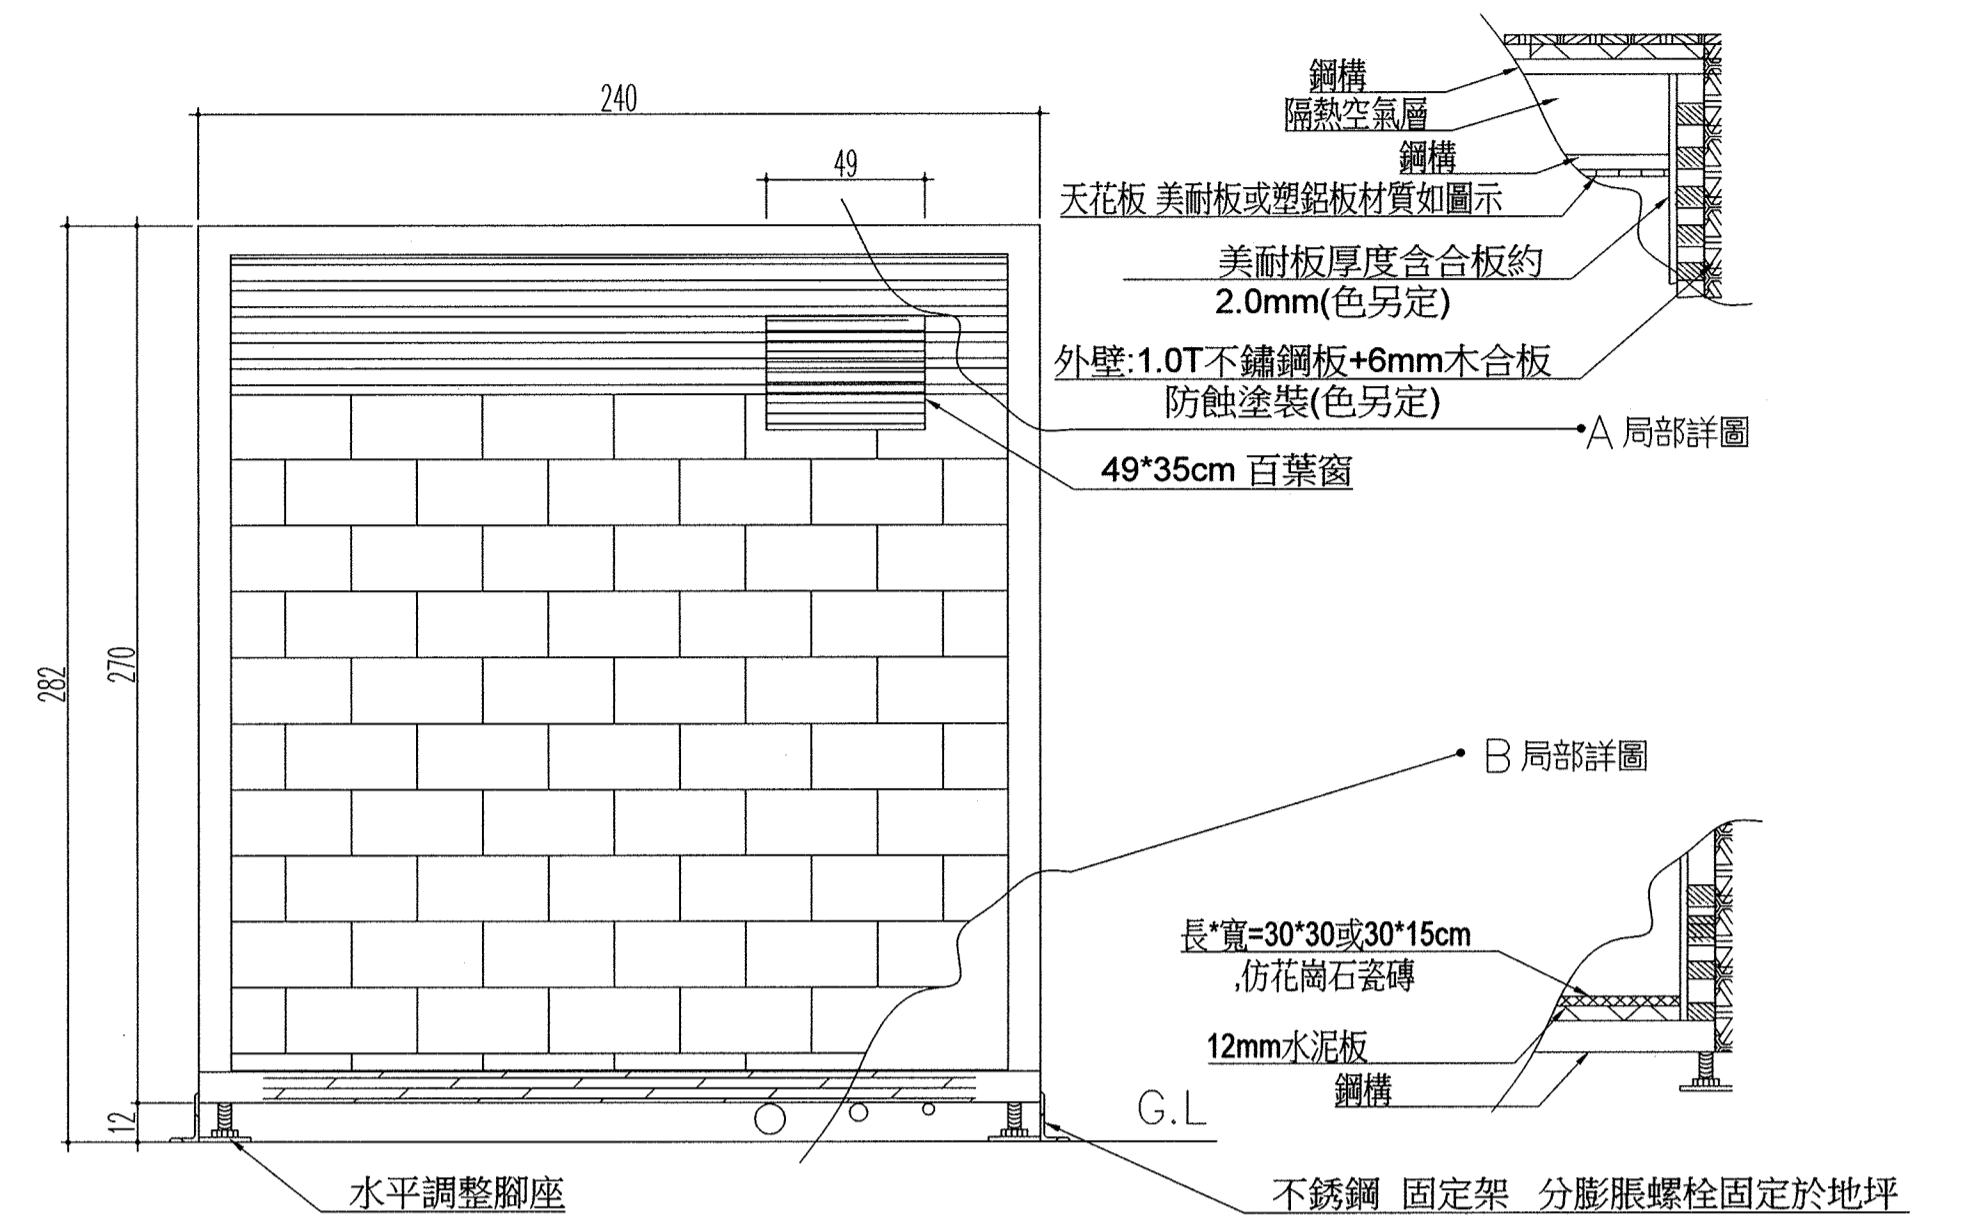 240
49
282
270
12
鋼構
隔熱空氣層
鋼構
天花板 美耐板或塑鋁板材質如圖示
美耐板厚度含合板約
2.0mm(色另定)
外壁:1.0T不鏽鋼板+6mm木合板
防蝕塗裝(色另定)
A 局部詳圖
49*35cm 百葉窗
B 局部詳圖
長*寬=30*30或30*15cm
,仿花崗石瓷磚
12mm水泥板
鋼構
G.L
水平調整腳座
不銹鋼 固定架 分膨脹螺栓固定於地坪